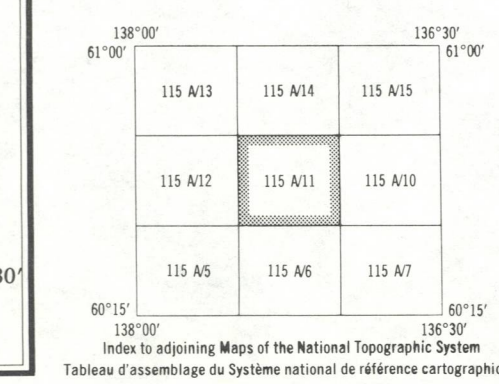 138°00′ 136°30′
61°00′ 61°00′
115 A/13 115 A/14 115 A/15
115 A/12 115 A/11 115 A/10
30′
115 A/5 115 A/6 115 A/7
60°15′ 60°15′
138°00′ 136°30′
Index to adjoining Maps of the National Topographic System
Tableau d'assemblage du Système national de référence cartographi